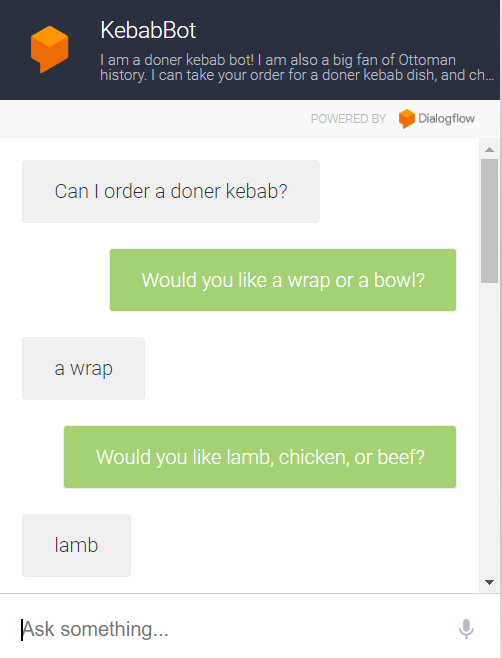 KebabBot
I am a doner kebab bot! I am also a big fan of Ottoman
history. I can take your order for a doner kebab dish, and ch...
POWERED BY Dialogflow
Can I order a doner kebab?
Would you like a wrap or a bowl?
a wrap
Would you like lamb, chicken, or beef?
lamb
Ask something...